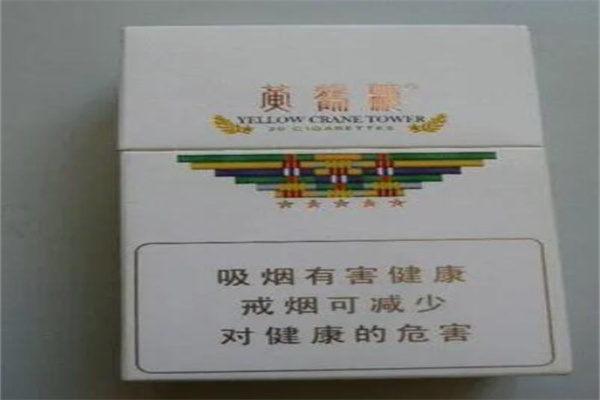 黄鹤楼
YELLOW CRANE TOWER
20 CIGARETTES
吸烟有害健康
戒烟可减少
对健康的危害